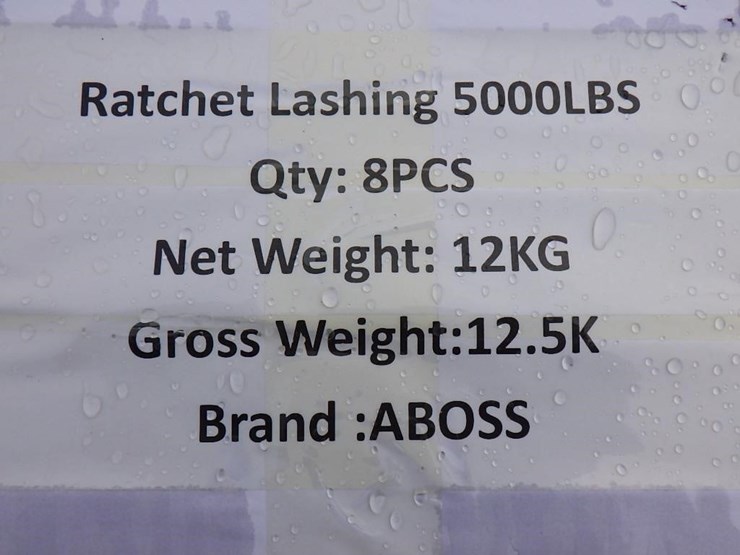 Ratchet Lashing 5000LBS
Qty: 8PCS
Net Weight: 12KG
Gross Weight:12.5K
Brand :ABOSS